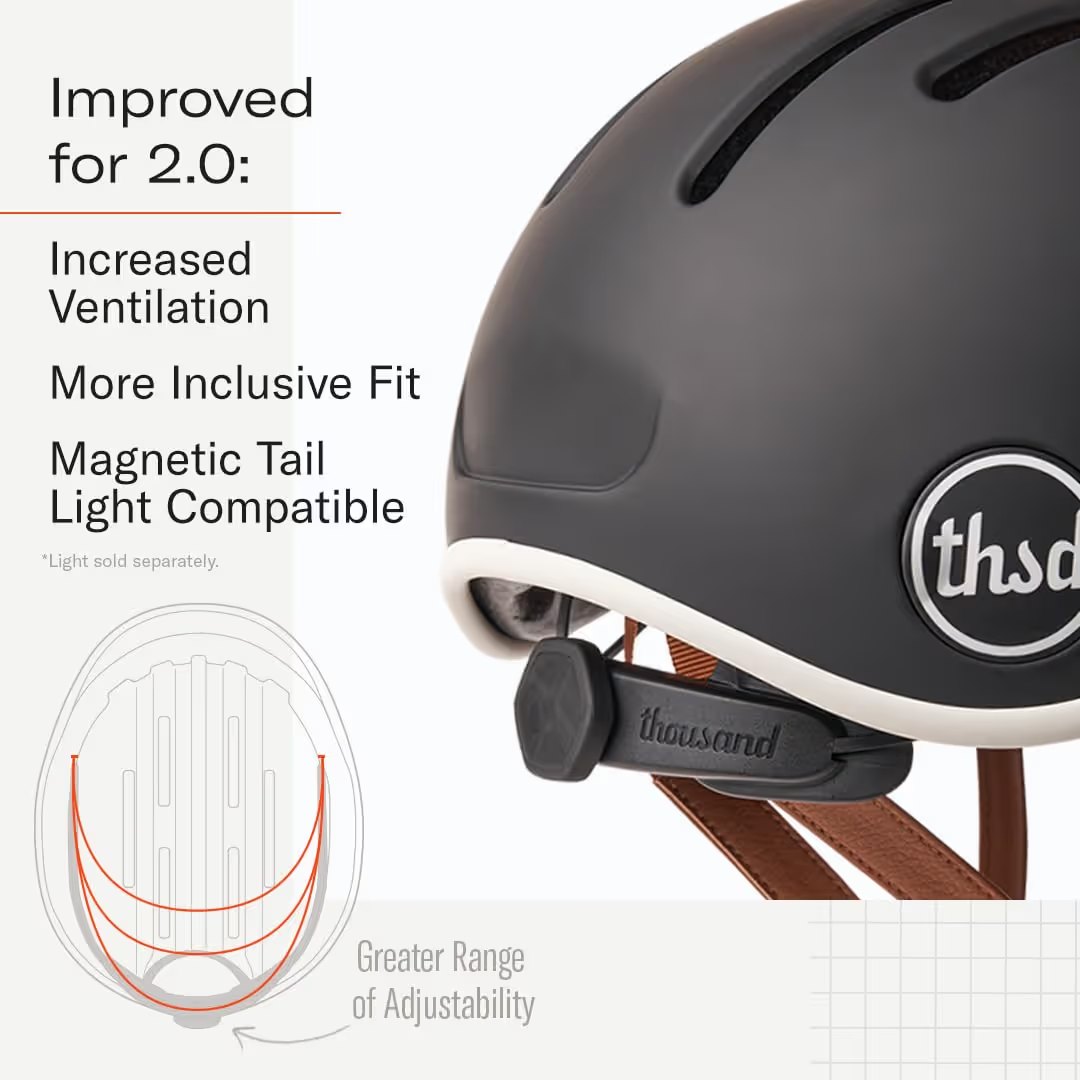 Improved
for 2.0:
Increased
Ventilation
More Inclusive Fit
Magnetic Tail
Light Compatible
*Light sold separately.
thsd
thousand
Greater Range
of Adjustability